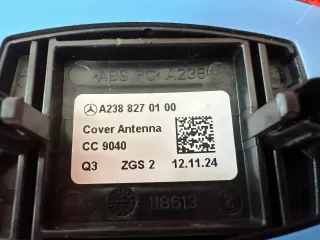 >ABS PC< A238
A238 827 01 00
Cover Antenna
CC 9040
Q3 ZGS 2 12.11.24
118613